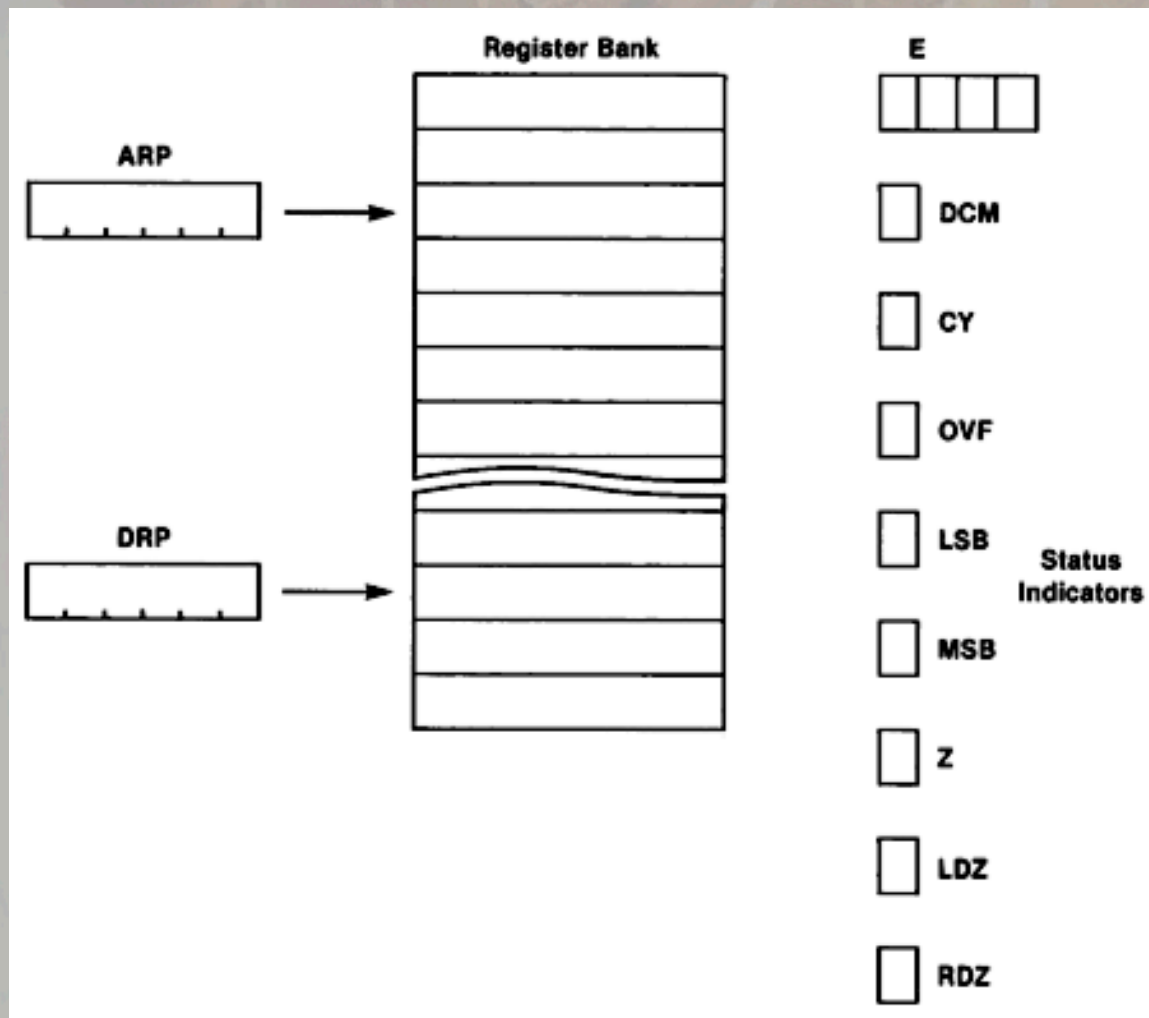 Register Bank
E
ARP
DCM
CY
OVF
DRP
LSB
Status
Indicators
MSB
Z
LDZ
RDZ